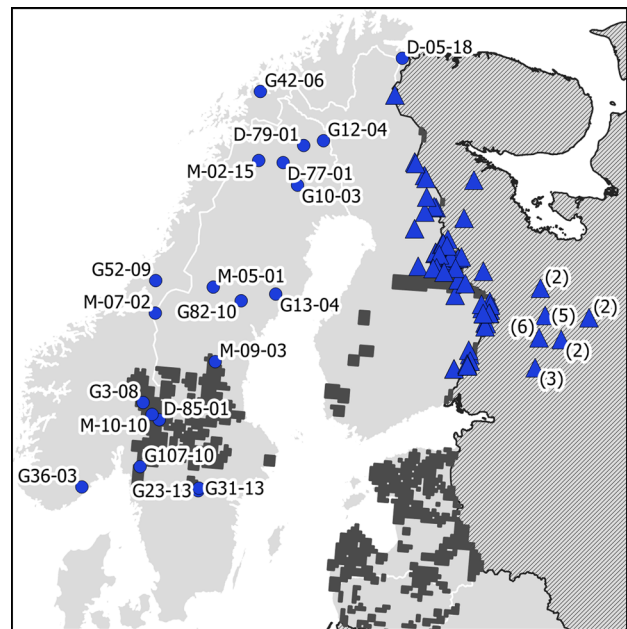 D-05-18
G42-06
D-79-01
G12-04
M-02-15
D-77-01
G10-03
G52-09
M-05-01
(2)
M-07-02
G82-10
G13-04
(5)
(2)
(6)
(2)
M-09-03
(3)
G3-08
D-85-01
M-10-10
G107-10
G36-03
G23-13
G31-13